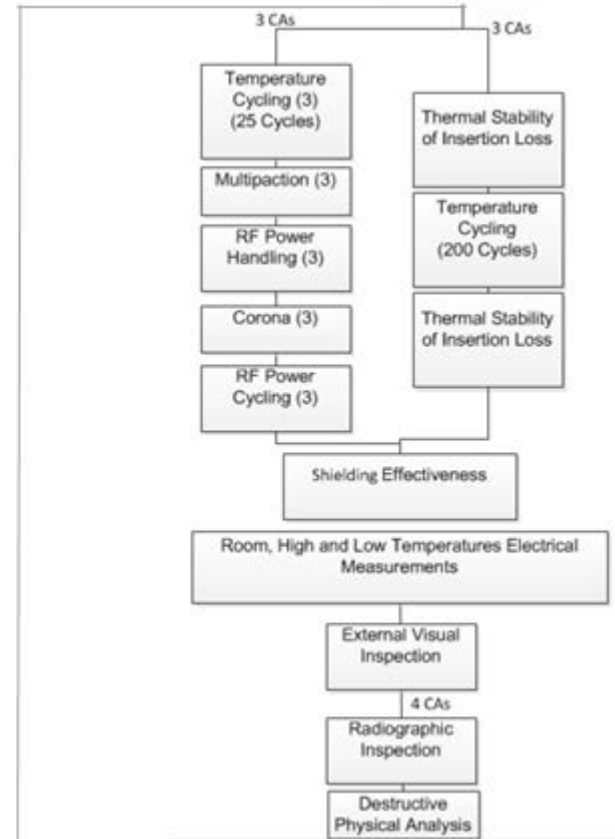 3 CAs
3 CAs
Temperature
Cycling (3)
(25 Cycles)
Multipaction (3)
RF Power
Handling (3)
Corona (3)
RF Power
Cycling (3)
Thermal Stability
of Insertion Loss
Temperature
Cycling
(200 Cycles)
Thermal Stability
of Insertion Loss
Shielding Effectiveness
Room, High and Low Temperatures Electrical
Measurements
External Visual
Inspection
4 CAs
Radiographic
Inspection
Destructive
Physical Analysis